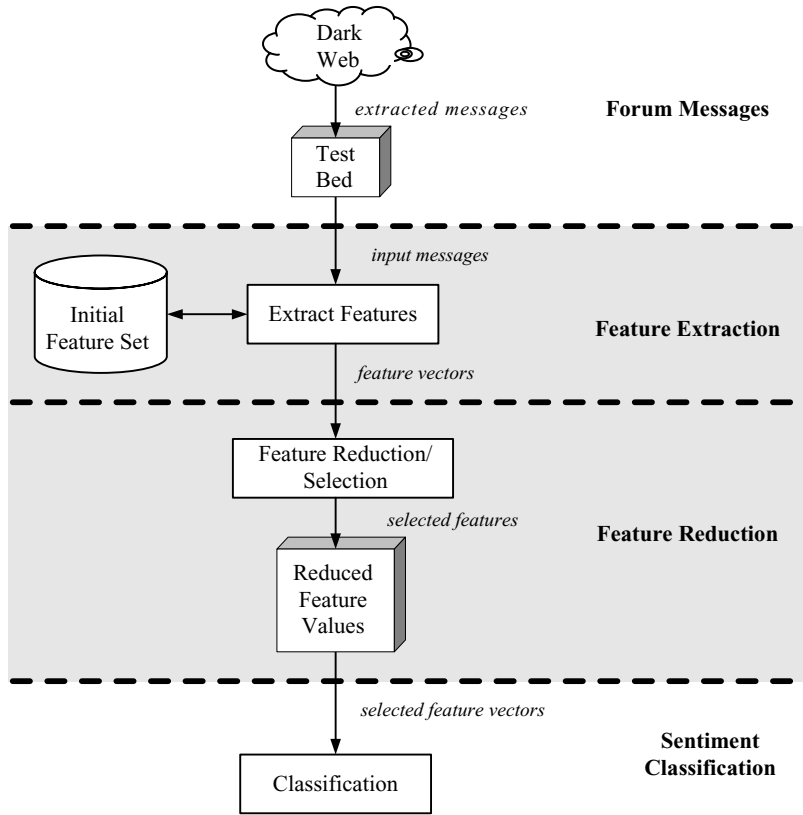 Dark
Web
extracted messages
Forum Messages
Test
Bed
input messages
Initial
Feature Set
Extract Features
Feature Extraction
feature vectors
Feature Reduction/
Selection
selected features
Feature Reduction
Reduced
Feature
Values
selected feature vectors
Sentiment
Classification
Classification